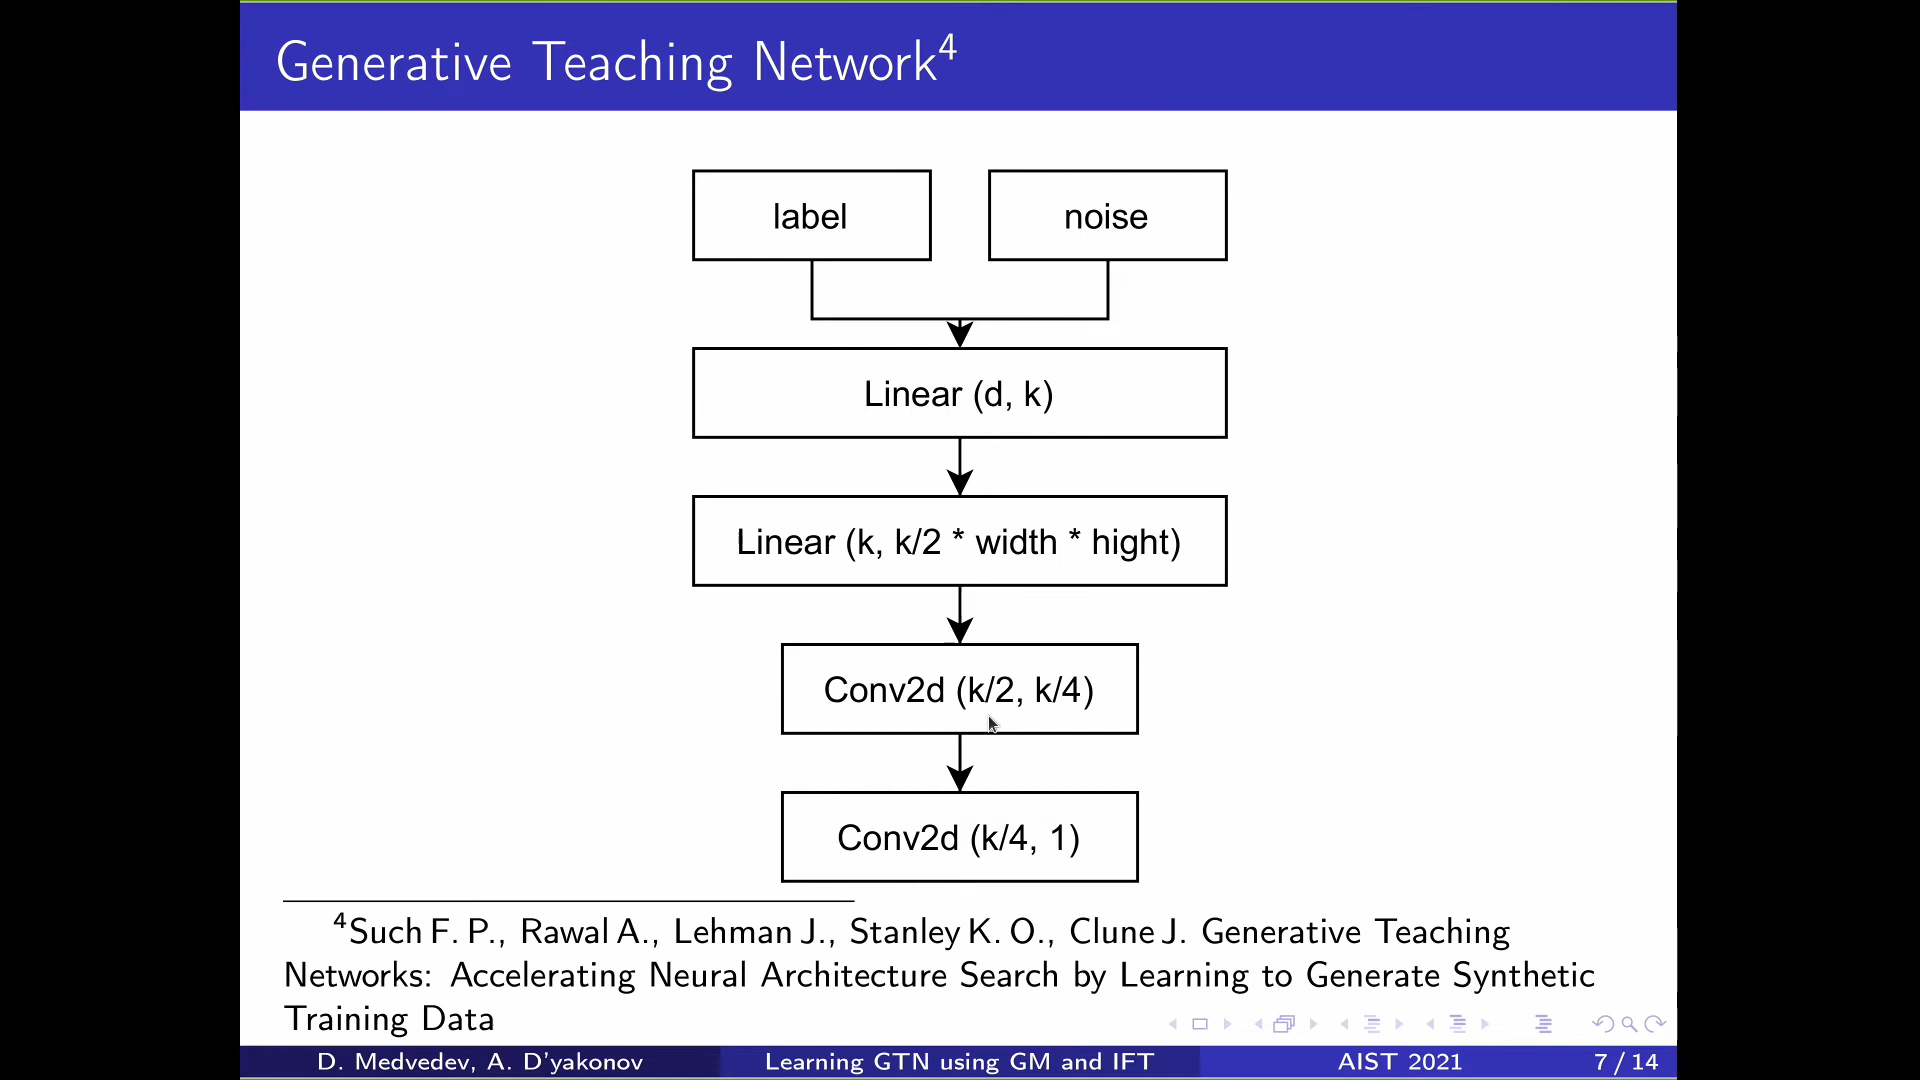 Generative Teaching Network⁴
label
noise
Linear (d, k)
Linear (k, k/2 * width * hight)
Conv2d (k/2, k/4)
Conv2d (k/4, 1)
⁴Such F. P., Rawal A., Lehman J., Stanley K. O., Clune J. Generative Teaching
Networks: Accelerating Neural Architecture Search by Learning to Generate Synthetic
Training Data
D. Medvedev, A. D'yakonov
Learning GTN using GM and IFT
AIST 2021
7 / 14